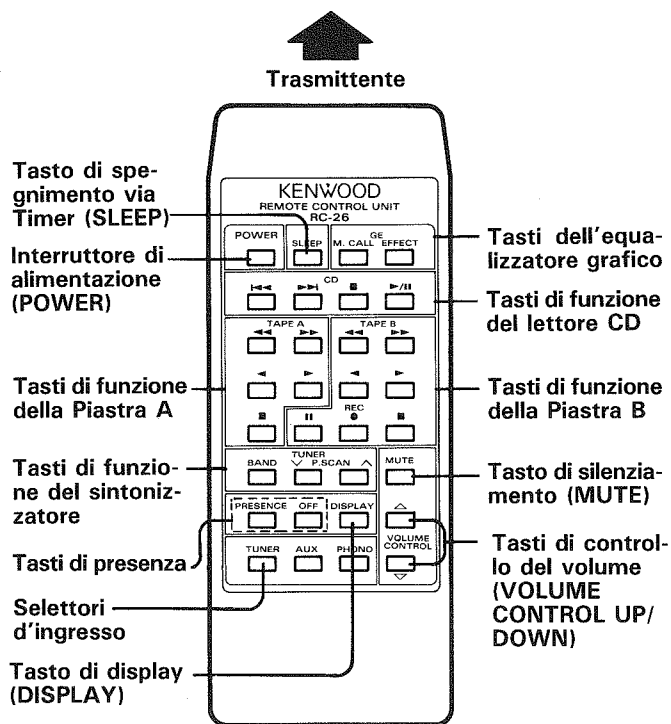 Trasmittente
Tasto di spe-
gnimento via
Timer (SLEEP)
Interruttore di
alimentazione
(POWER)
Tasti di funzione
della Piastra A
Tasti di funzio-
ne del sintoniz-
zatore
Tasti di presenza
Selettori
d'ingresso
Tasto di display
(DISPLAY)
KENWOOD
REMOTE CONTROL UNIT
RC-26
POWER
SLEEP
GE
M. CALL EFFECT
CD
TAPE A
TAPE B
REC
TUNER
BAND
P.SCAN
MUTE
PRESENCE OFF
DISPLAY
VOLUME
CONTROL
TUNER AUX PHONO
Tasti dell'equa-
lizzatore grafico
Tasti di funzione
del lettore CD
Tasti di funzione
della Piastra B
Tasto di silenzia-
mento (MUTE)
Tasti di control-
lo del volume
(VOLUME
CONTROL UP/
DOWN)